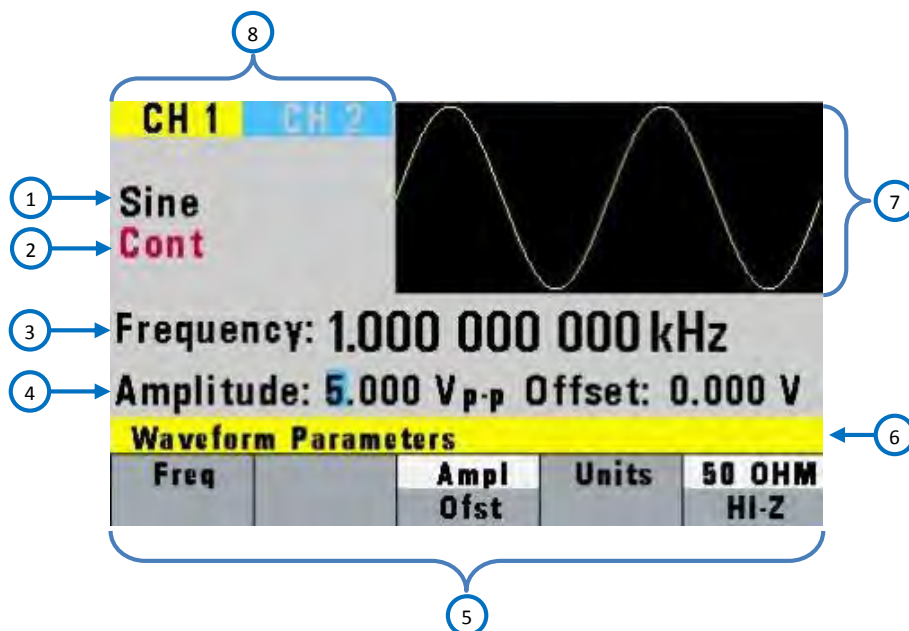 8
CH 1 CH 2
1
Sine
2
Cont
7
3
Frequency: 1.000 000 000 kHz
4
Amplitude: 5.000 Vp-p Offset: 0.000 V
Waveform Parameters
6
Freq Ampl Units 50 OHM
Ofst HI-Z
5